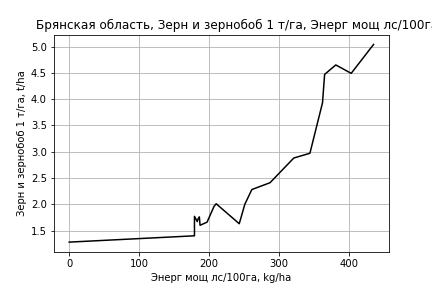 Брянская область, Зерн и зернобоб 1 т/га, Энерг мощ лс/100г
5.0
4.5
4.0
3.5
3.0
2.5
2.0
1.5
Зерн и зернобоб 1 т/га, t/ha
0 100 200 300 400
Энерг мощ лс/100га, kg/ha